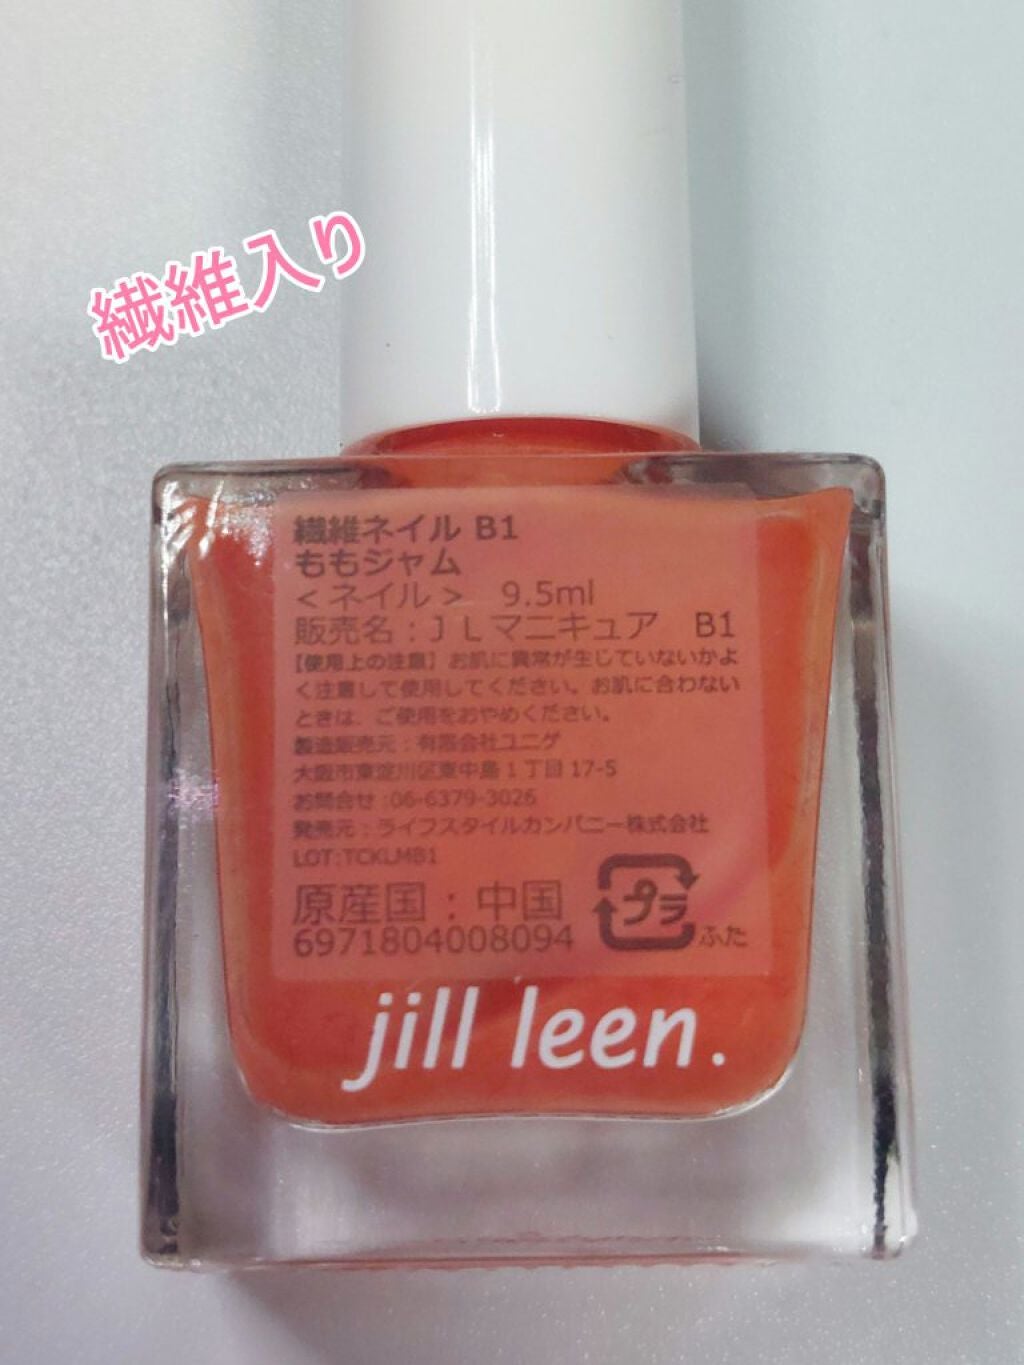 繊維入り
繊維ネイル B1
ももジャム
<ネイル> 9.5ml
販売名：ＪＬマニキュア B1
【使用上の注意】お肌に異常が生じていないかよ
く注意して使用してください。お肌に合わない
ときは、ご使用をおやめください。
製造販売元：有限会社ユニゲ
大阪市東淀川区東中島１丁目 17-5
お問合せ:06-6379-3026
発売元：ライフスタイルカンパニー株式会社
LOT:TCKLMB1
原産国：中国
6971804008094
プラ
ふた
jill leen.